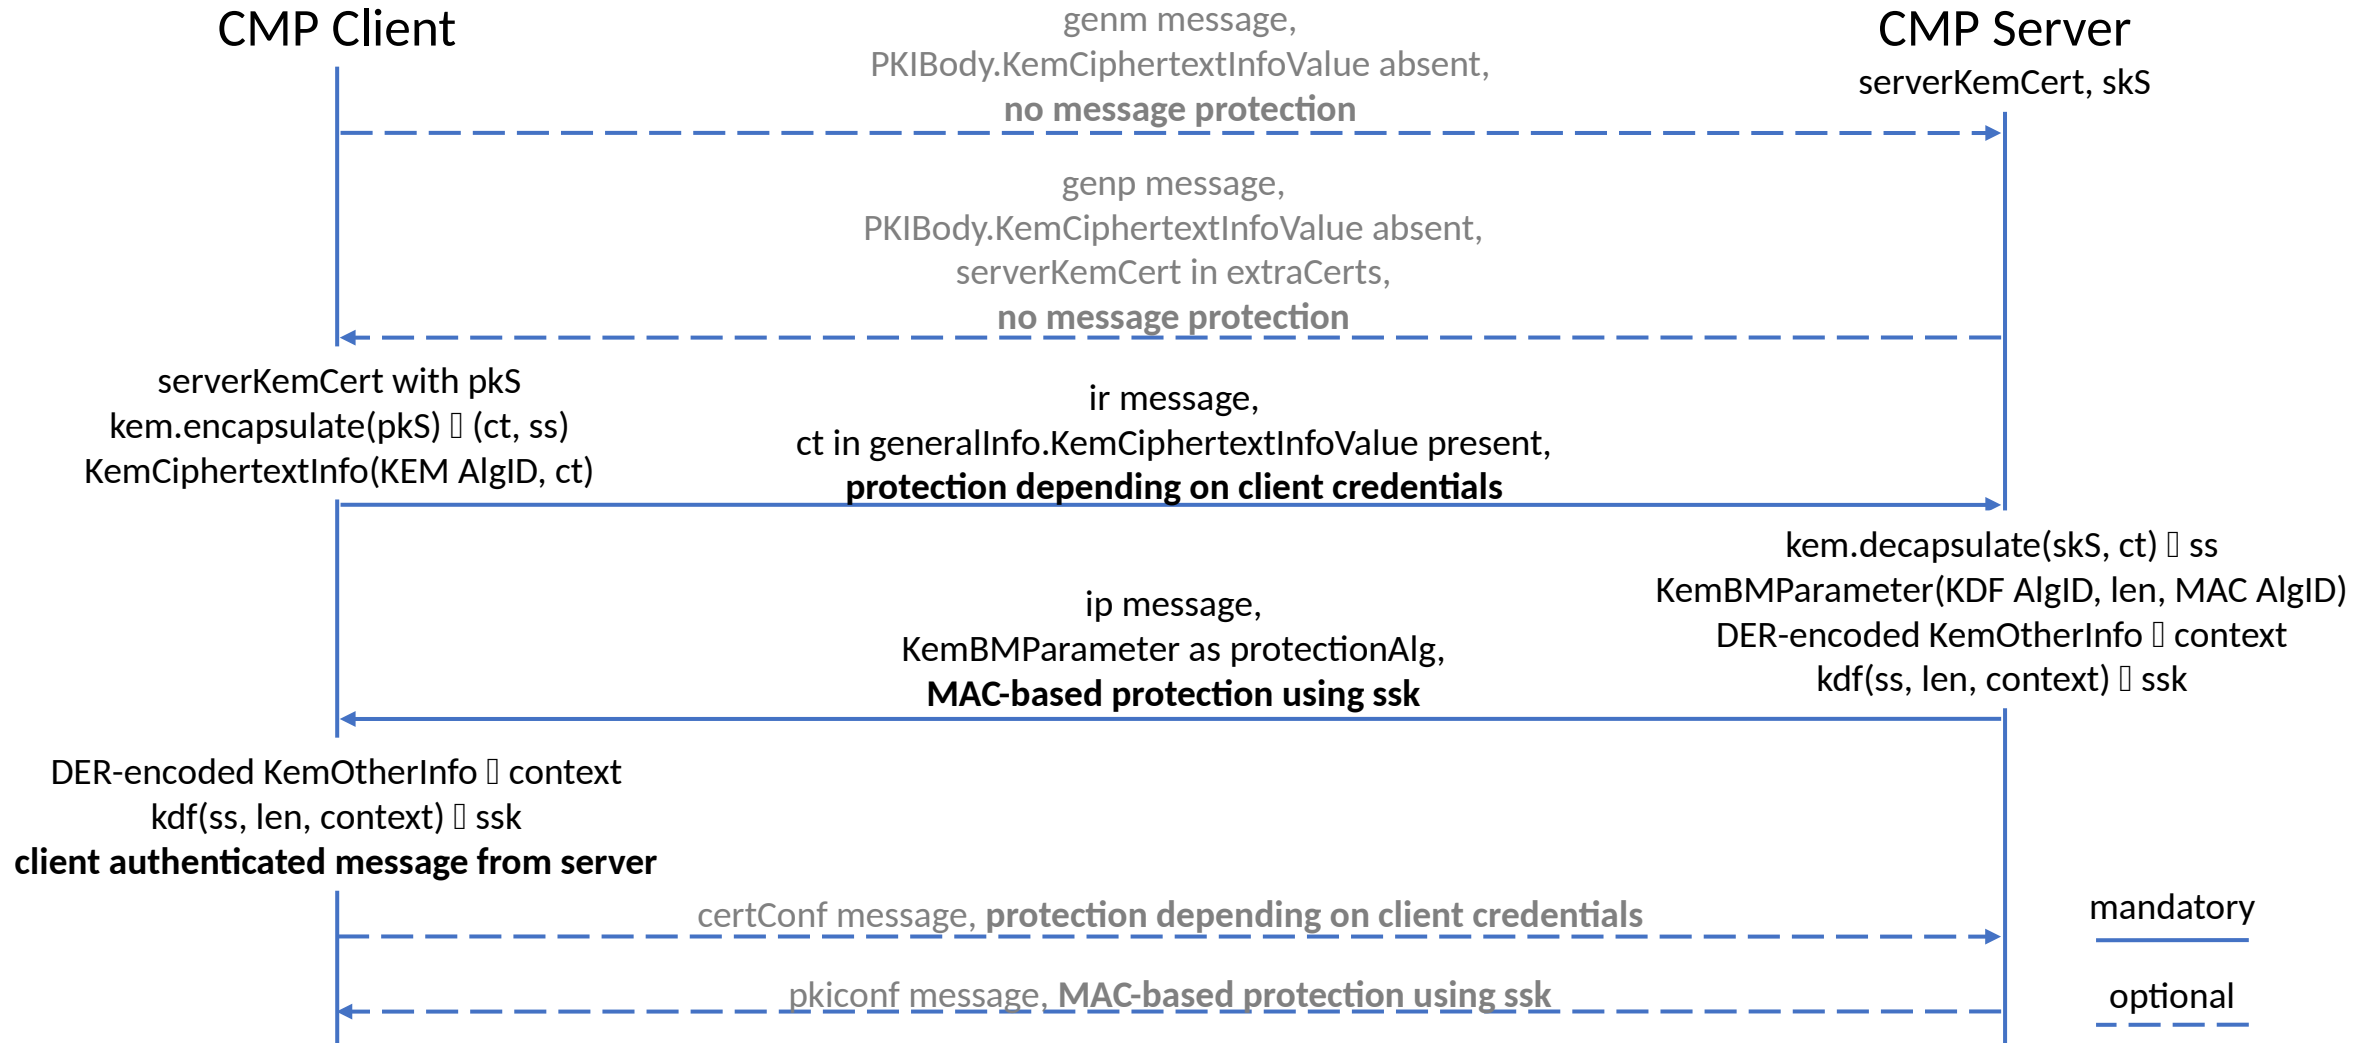 CMP Client
CMP Server
serverKemCert, skS
genm message,
PKIBody.KemCiphertextInfoValue absent,
no message protection
genp message,
PKIBody.KemCiphertextInfoValue absent,
serverKemCert in extraCerts,
no message protection
serverKemCert with pkS
kem.encapsulate(pkS) ▯ (ct, ss)
KemCiphertextInfo(KEM AlgID, ct)
ir message,
ct in generalInfo.KemCiphertextInfoValue present,
protection depending on client credentials
kem.decapsulate(skS, ct) ▯ ss
KemBMParameter(KDF AlgID, len, MAC AlgID)
DER-encoded KemOtherInfo ▯ context
kdf(ss, len, context) ▯ ssk
ip message,
KemBMParameter as protectionAlg,
MAC-based protection using ssk
DER-encoded KemOtherInfo ▯ context
kdf(ss, len, context) ▯ ssk
client authenticated message from server
certConf message, protection depending on client credentials
pkiconf message, MAC-based protection using ssk
mandatory
optional